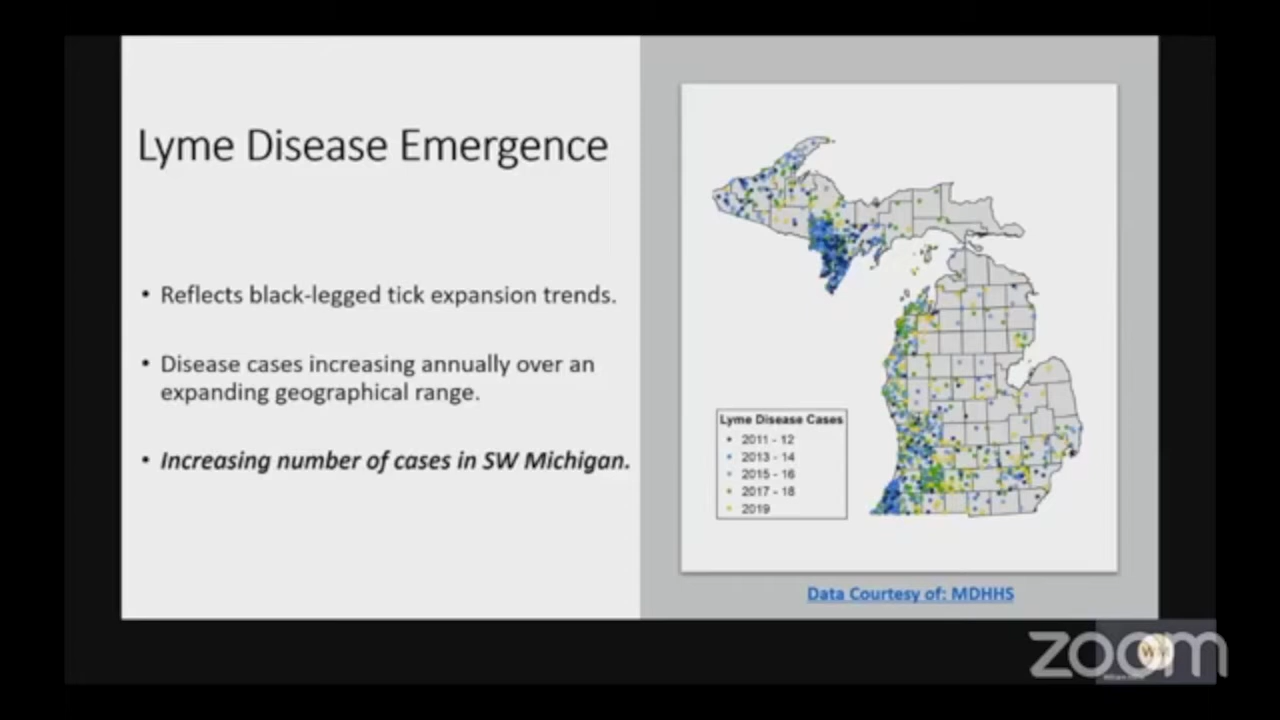 Lyme Disease Emergence
• Reflects black-legged tick expansion trends.
• Disease cases increasing annually over an
expanding geographical range.
• Increasing number of cases in SW Michigan.
Lyme Disease Cases
2011 - 12
2013 - 14
2015 - 16
2017 - 18
2019
Data Courtesy of: MDHHS
zoom